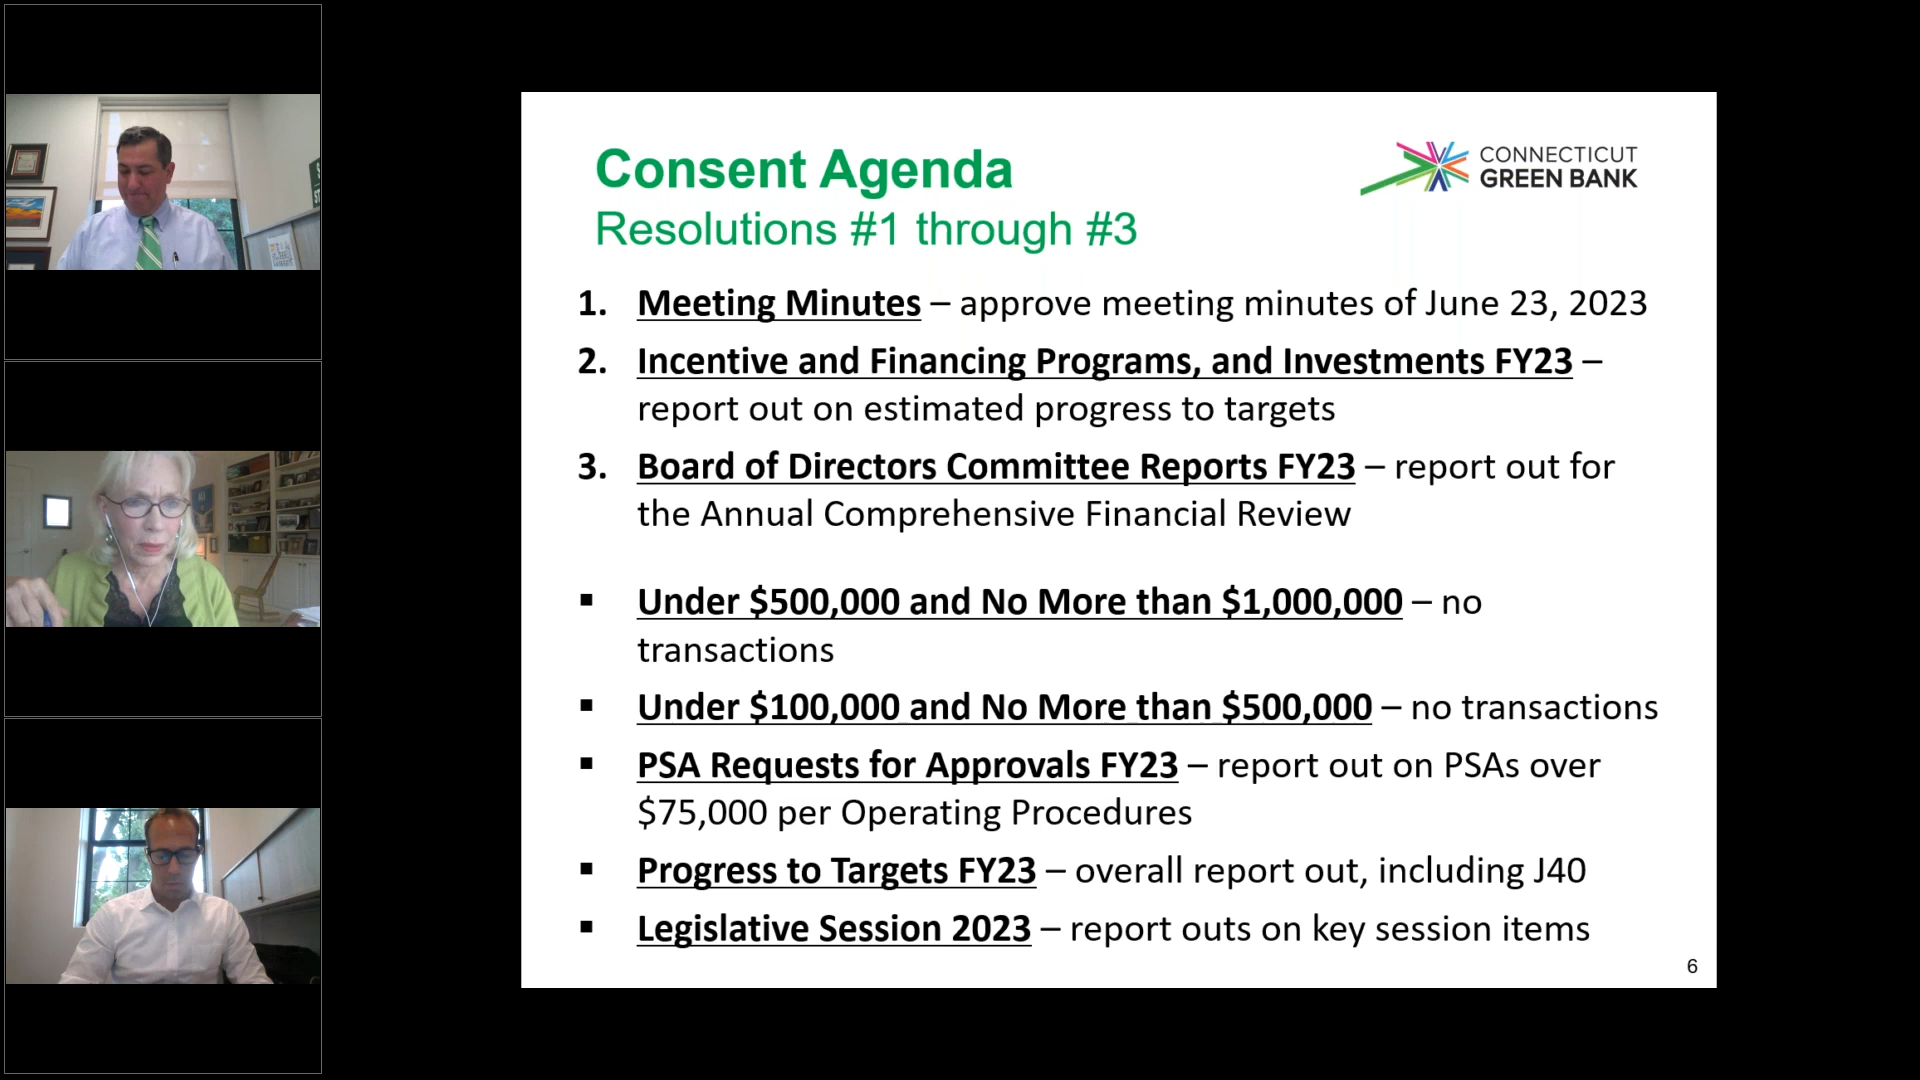 Consent Agenda
Resolutions #1 through #3
CONNECTICUT
GREEN BANK
1. Meeting Minutes – approve meeting minutes of June 23, 2023
2. Incentive and Financing Programs, and Investments FY23 –
report out on estimated progress to targets
3. Board of Directors Committee Reports FY23 – report out for
the Annual Comprehensive Financial Review
▪ Under $500,000 and No More than $1,000,000 – no
transactions
▪ Under $100,000 and No More than $500,000 – no transactions
▪ PSA Requests for Approvals FY23 – report out on PSAs over
$75,000 per Operating Procedures
▪ Progress to Targets FY23 – overall report out, including J40
▪ Legislative Session 2023 – report outs on key session items
6